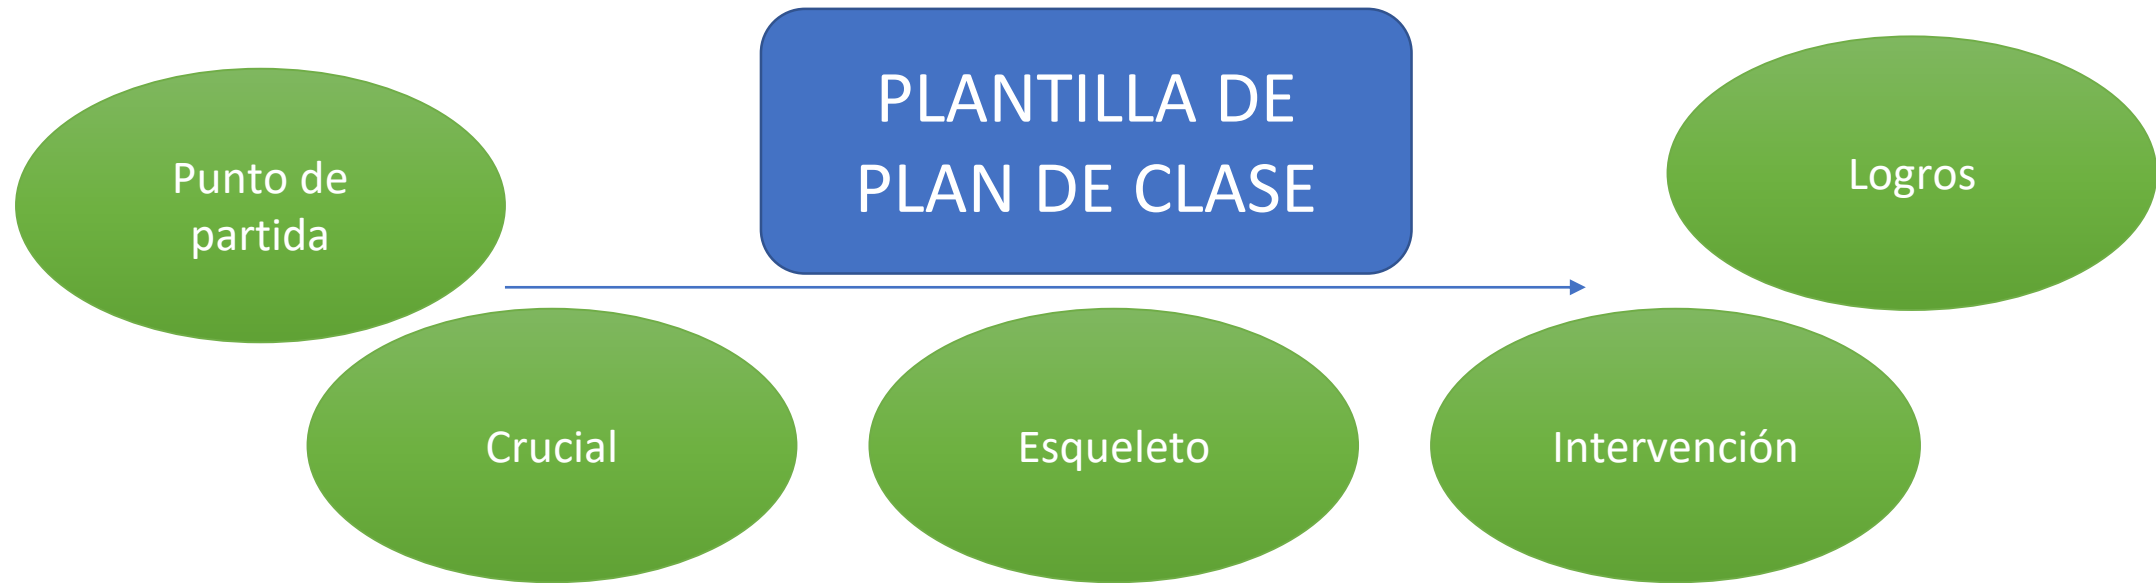 PLANTILLA DE
PLAN DE CLASE
Punto de
partida
Crucial
Esqueleto
Intervención
Logros